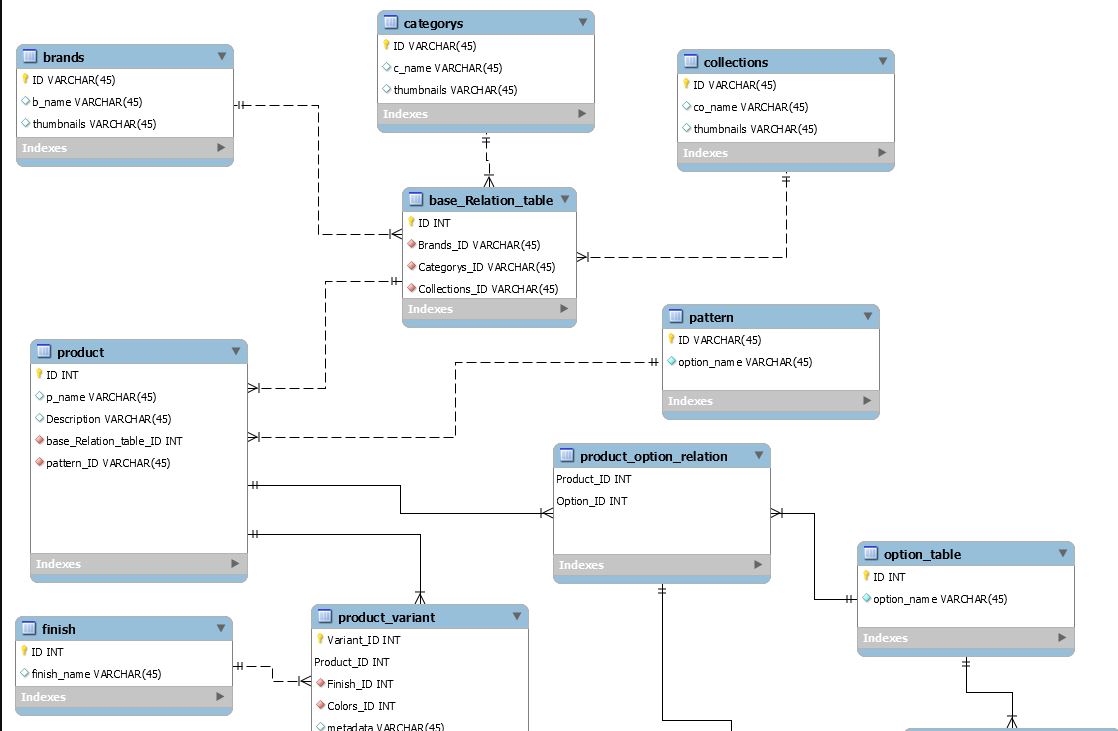 categorys
ID VARCHAR(45)
c_name VARCHAR(45)
thumbnails VARCHAR(45)
Indexes
brands
ID VARCHAR(45)
b_name VARCHAR(45)
thumbnails VARCHAR(45)
Indexes
collections
ID VARCHAR(45)
co_name VARCHAR(45)
thumbnails VARCHAR(45)
Indexes
base_Relation_table
ID INT
Brands_ID VARCHAR(45)
Categorys_ID VARCHAR(45)
Collections_ID VARCHAR(45)
Indexes
pattern
ID VARCHAR(45)
option_name VARCHAR(45)
Indexes
product
ID INT
p_name VARCHAR(45)
Description VARCHAR(45)
base_Relation_table_ID INT
pattern_ID VARCHAR(45)
Indexes
product_option_relation
Product_ID INT
Option_ID INT
Indexes
option_table
ID INT
option_name VARCHAR(45)
Indexes
finish
ID INT
finish_name VARCHAR(45)
Indexes
product_variant
Variant_ID INT
Product_ID INT
Finish_ID INT
Colors_ID INT
metadata VARCHAR(45)